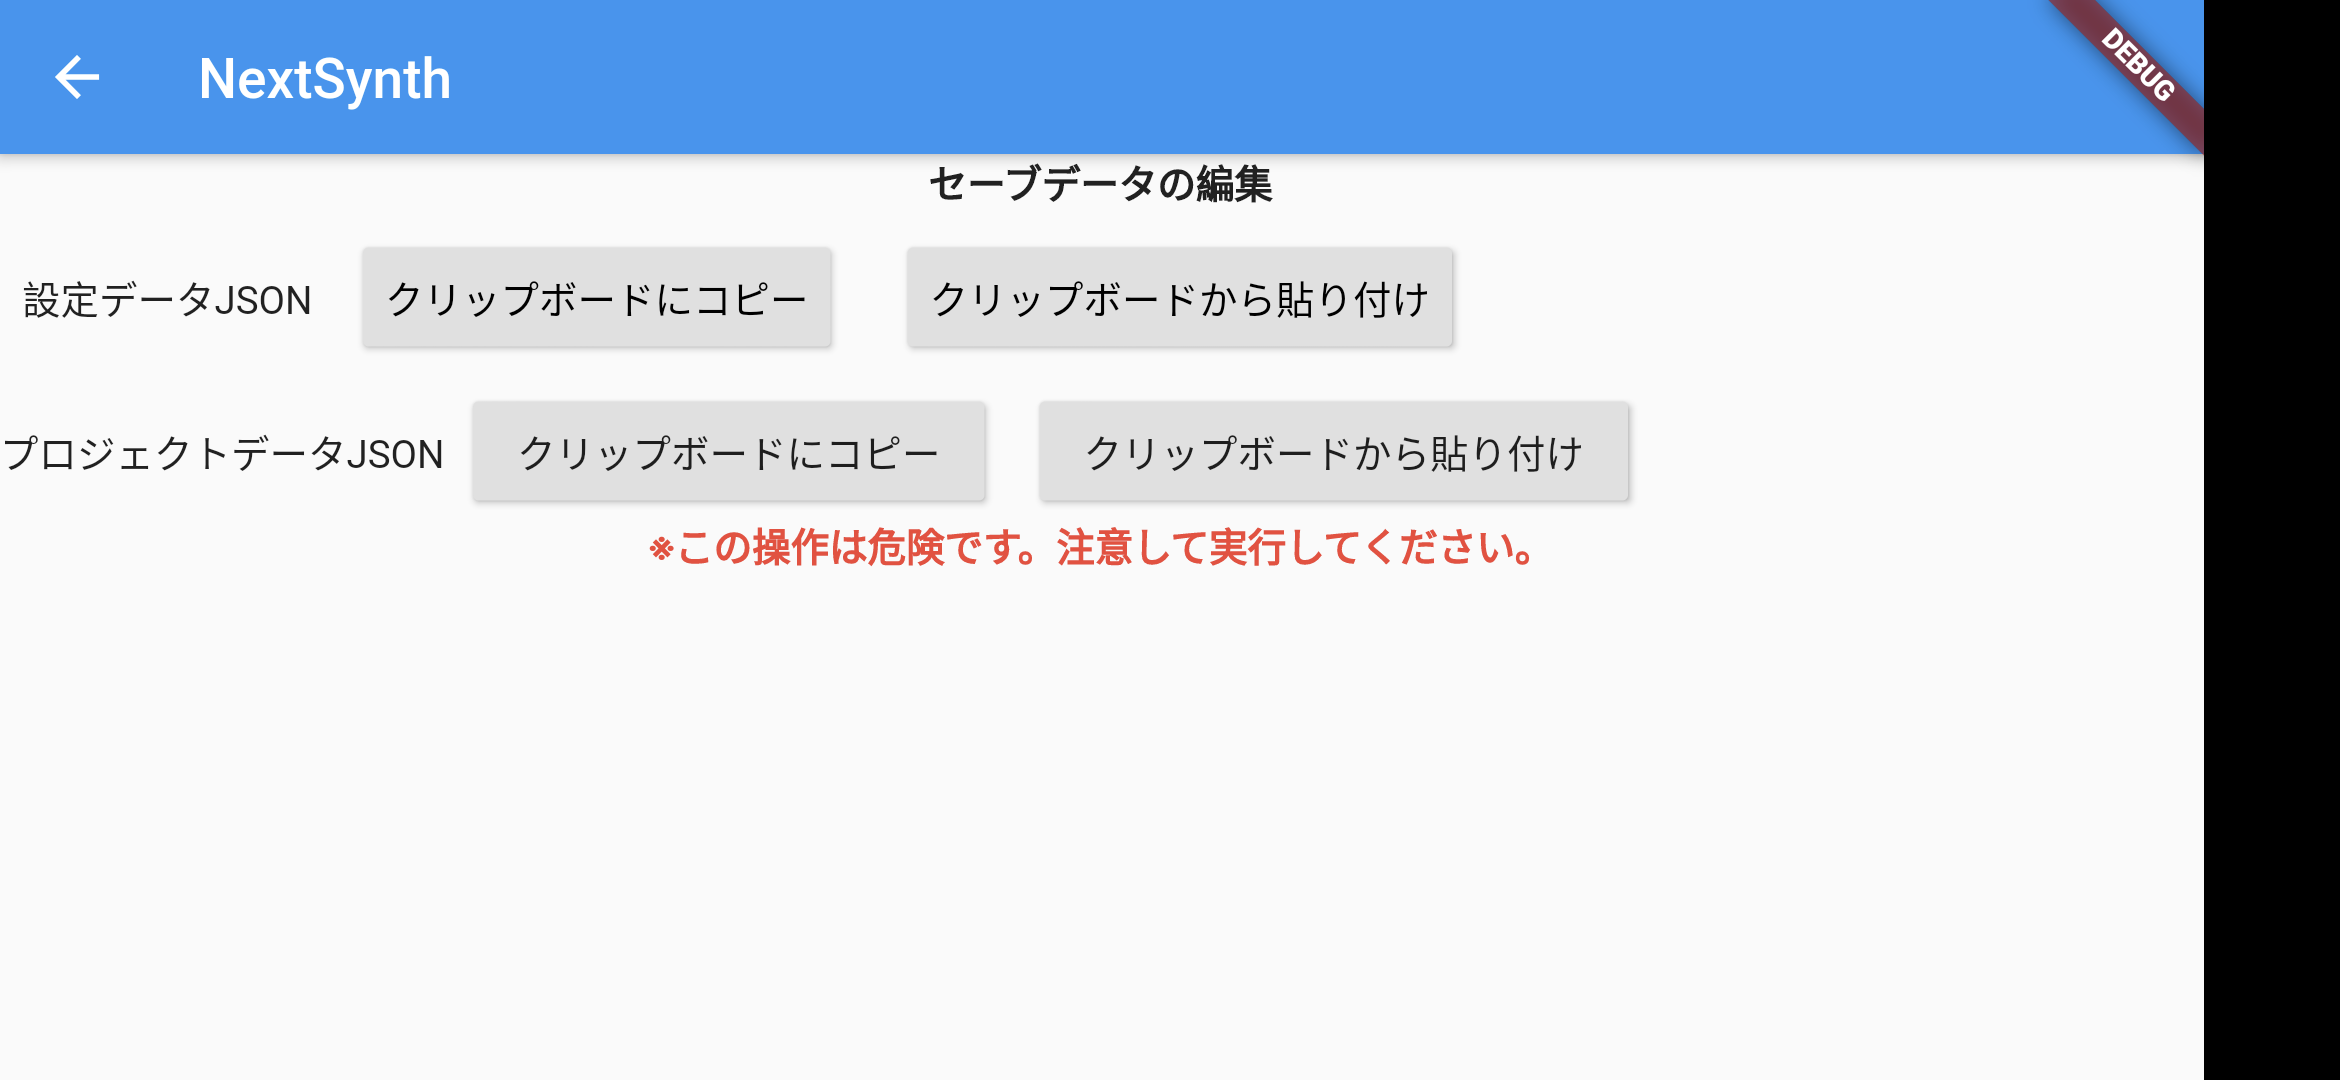 NextSynth
DEBUG
セーブデータの編集
設定データJSON クリップボードにコピー クリップボードから貼り付け
プロジェクトデータJSON クリップボードにコピー クリップボードから貼り付け
※この操作は危険です。注意して実行してください。